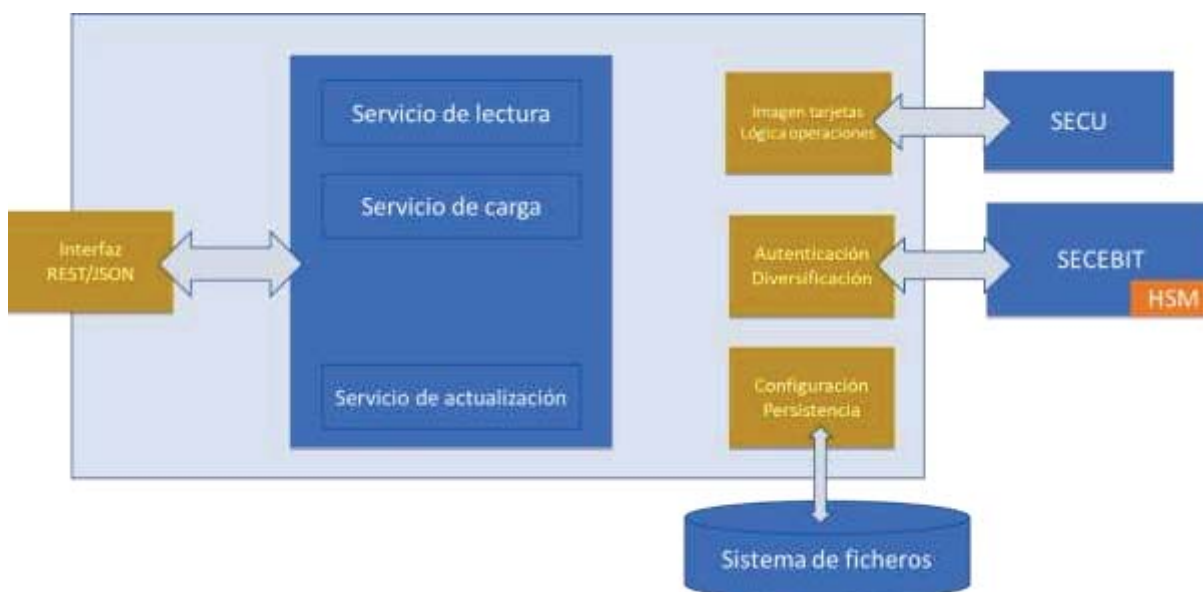 Servicio de lectura
Servicio de carga
Servicio de actualización
Interfaz
REST/JSON
Imagen tarjetas
Lógica operaciones
SECU
Autenticación
Diversificación
SECEBIT
HSM
Configuración
Persistencia
Sistema de ficheros